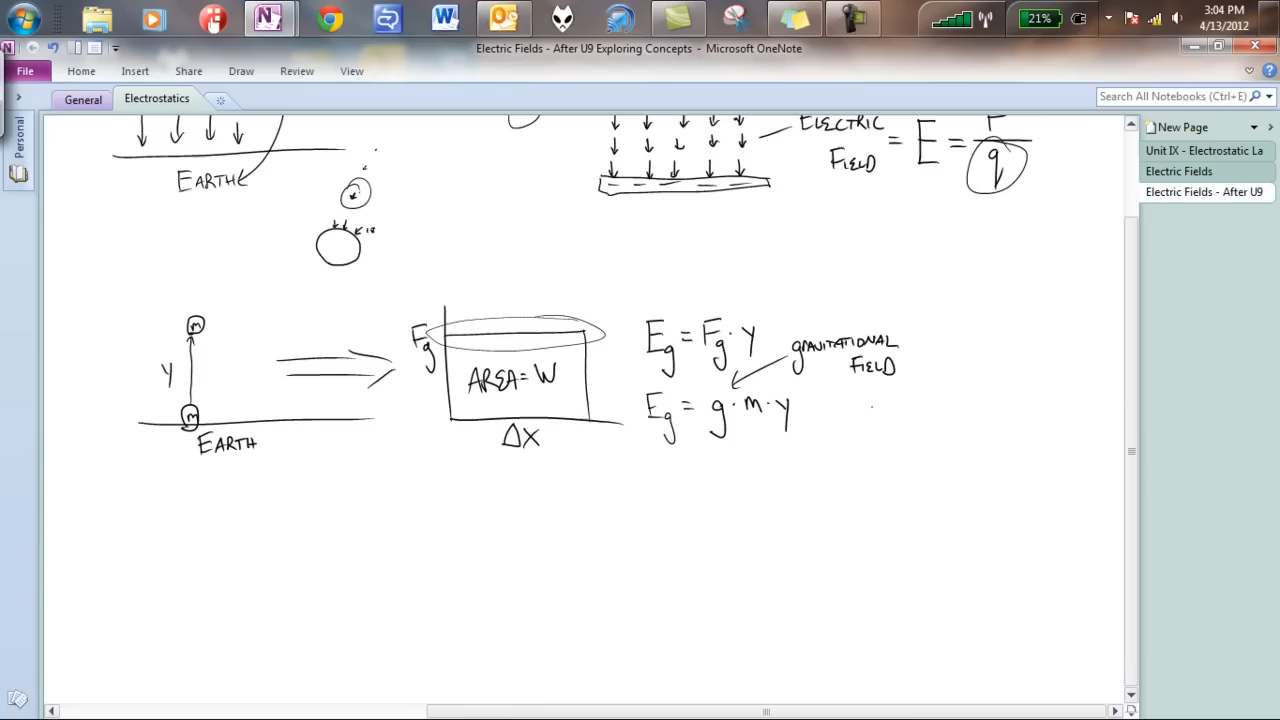 21%
3:04 PM
4/13/2012
Electric Fields - After U9 Exploring Concepts - Microsoft OneNote
File
Home
Insert
Share
Draw
Review
View
General
Electrostatics
Search All Notebooks (Ctrl+E)
Personal
New Page
Unit IX - Electrostatic La
Electric Fields
Electric Fields - After U9
EARTH
ELECTRIC
FIELD
= E = F
q
m
y
m
EARTH
Fg
AREA = W
ΔX
Eg = Fg · y
gRAVITATIONAL
FIELD
Eg = g · m · y